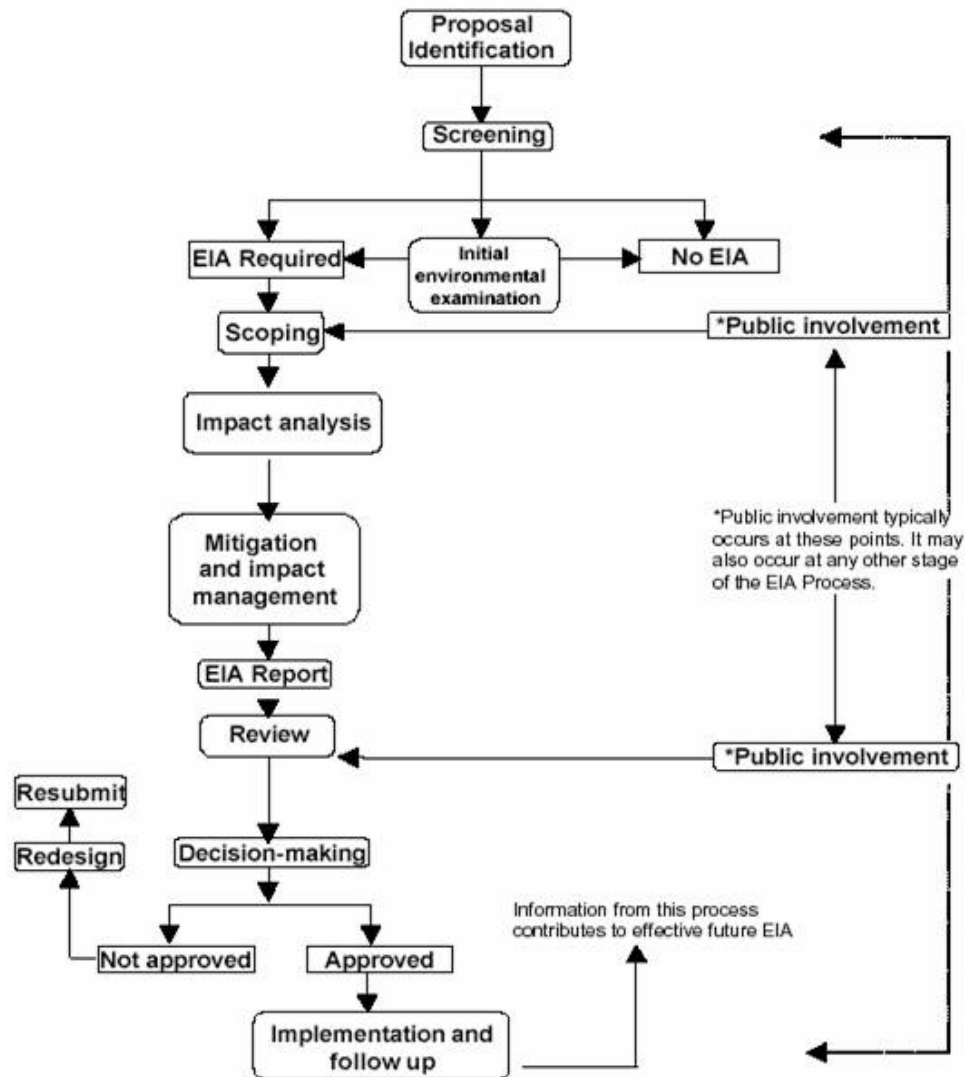 Proposal
Identification
Screening
EIA Required
Initial
environmental
examination
No EIA
Scoping
*Public involvement
Impact analysis
*Public involvement typically
occurs at these points. It may
also occur at any other stage
of the EIA Process.
Mitigation
and impact
management
EIA Report
Review
*Public involvement
Resubmit
Redesign
Decision-making
Information from this process
contributes to effective future EIA
Not approved
Approved
Implementation and
follow up